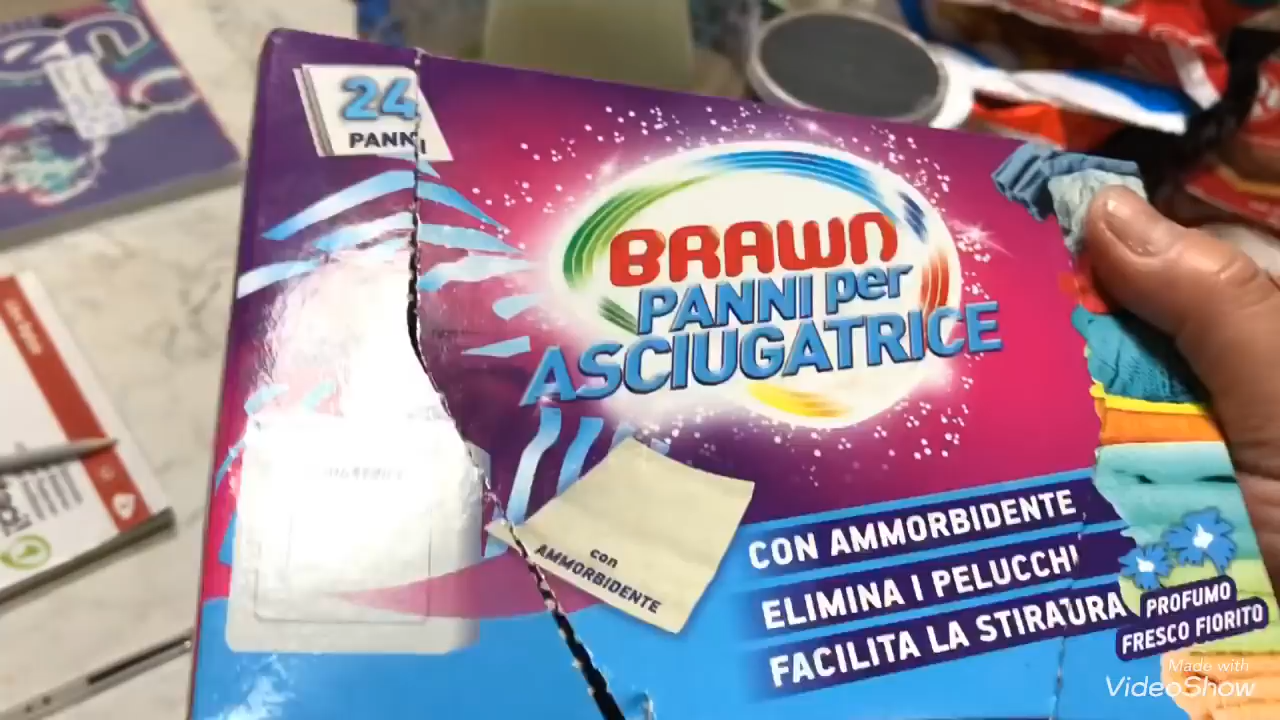 24
PANNI
BRAWN
PANNI per
ASCIUGATRICE
con
AMMORBIDENTE
CON AMMORBIDENTE
ELIMINA I PELUCCHI
FACILITA LA STIRATURA
PROFUMO
FRESCO FIORITO
Made with
VideoShow